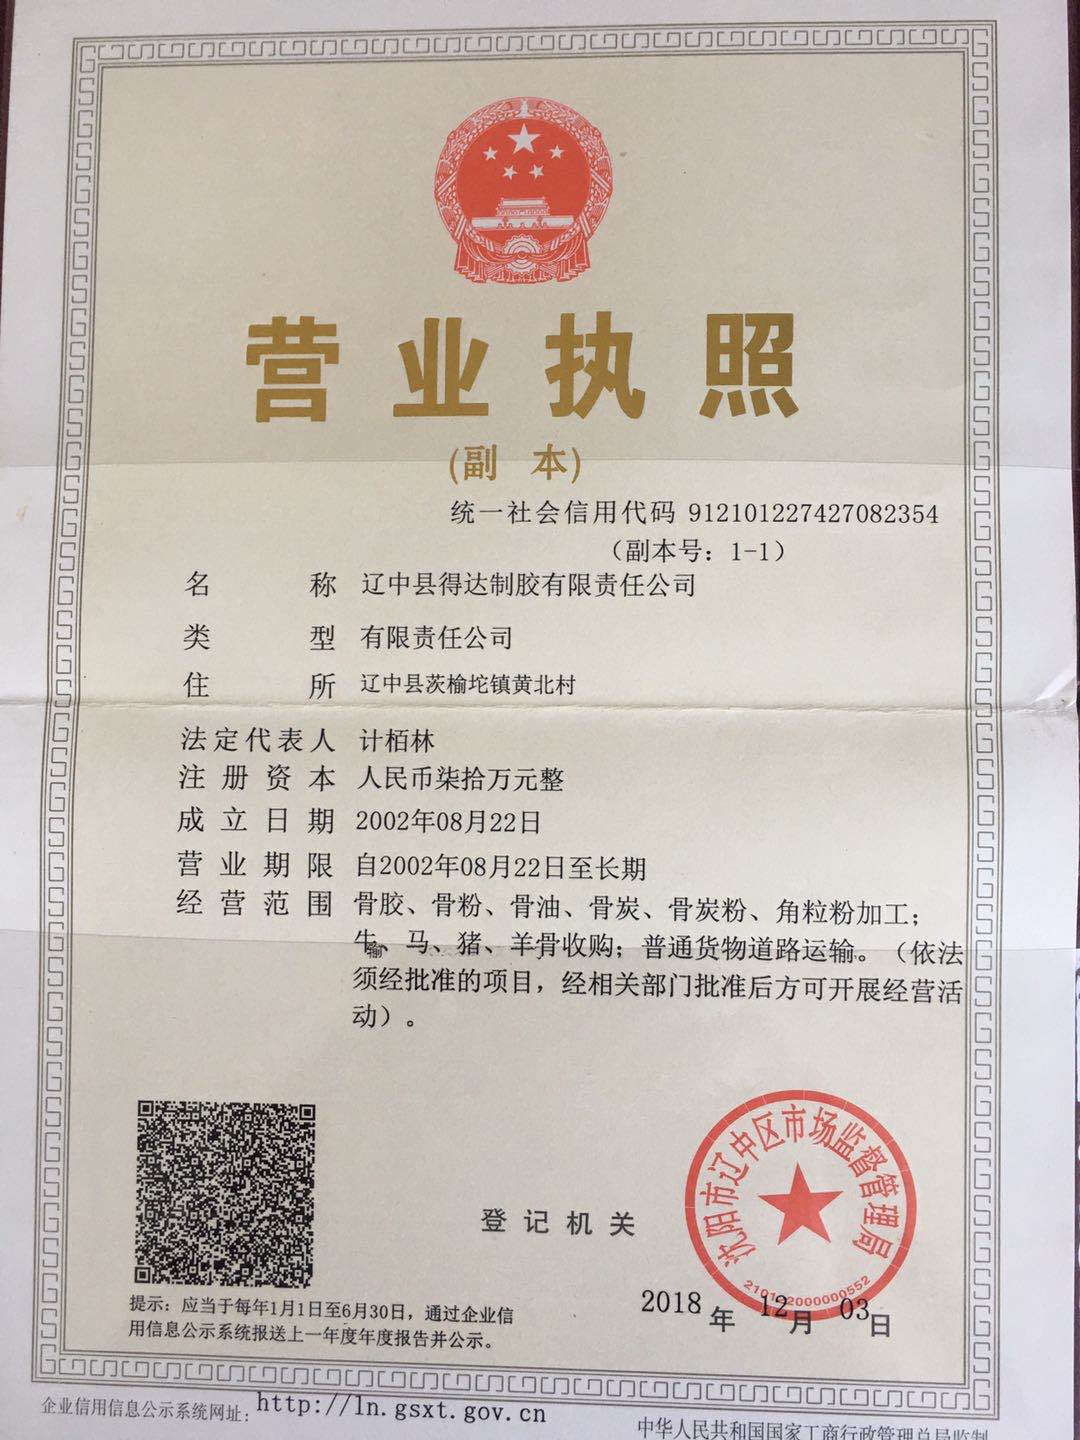 营业执照
(副 本)
统一社会信用代码 912101227427082354
（副本号：1-1）
名称 辽中县得达制胶有限责任公司
类型 有限责任公司
住所 辽中县茨榆坨镇黄北村
法定代表人 计栢林
注册资本 人民币柒拾万元整
成立日期 2002年08月22日
营业期限 自2002年08月22日至长期
经营范围 骨胶、骨粉、骨油、骨炭、骨炭粉、角粒粉加工；
牛、马、猪、羊骨收购；普通货物道路运输。（依法
须经批准的项目，经相关部门批准后方可开展经营活
动）。
登记机关
沈阳市辽中区市场监督管理局
2018年12月03日
提示：应当于每年1月1日至6月30日，通过企业信
用信息公示系统报送上一年度年度报告并公示。
企业信用信息公示系统网址：http://ln.gsxt.gov.cn
中华人民共和国国家工商行政管理总局监制